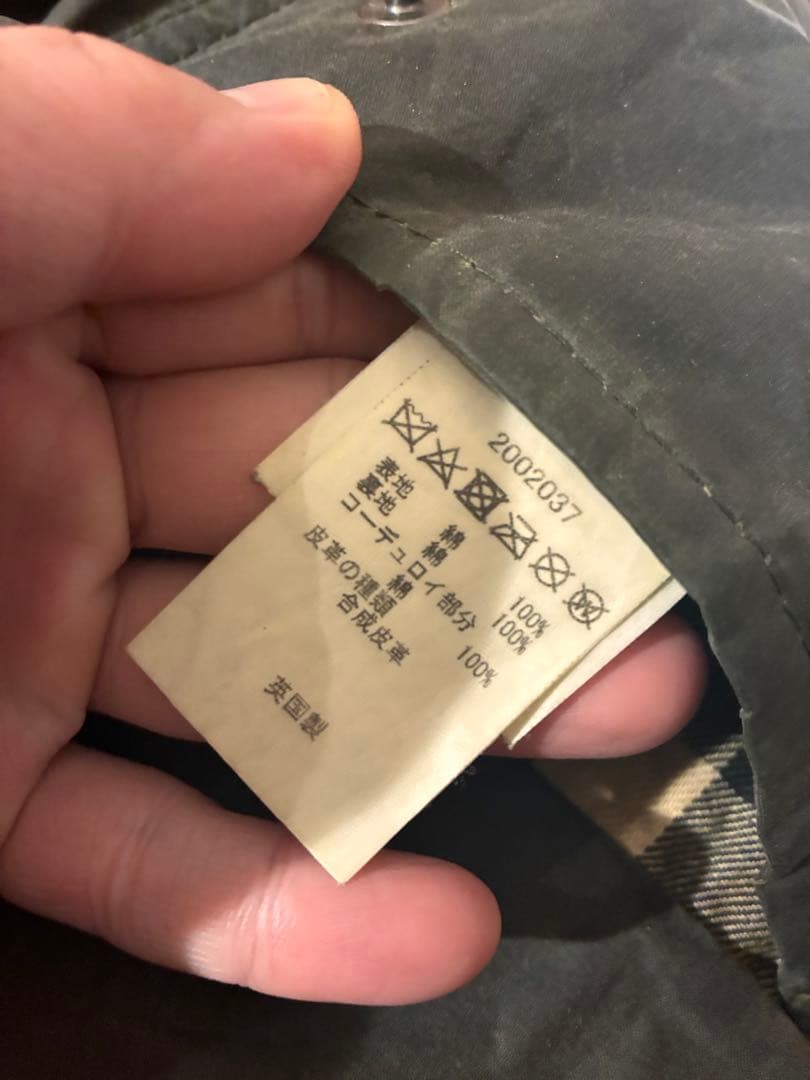 2002037
表地 綿 100%
裏地 綿 100%
コーデュロイ部分
綿 100%
皮革の種類
合成皮革
英国製